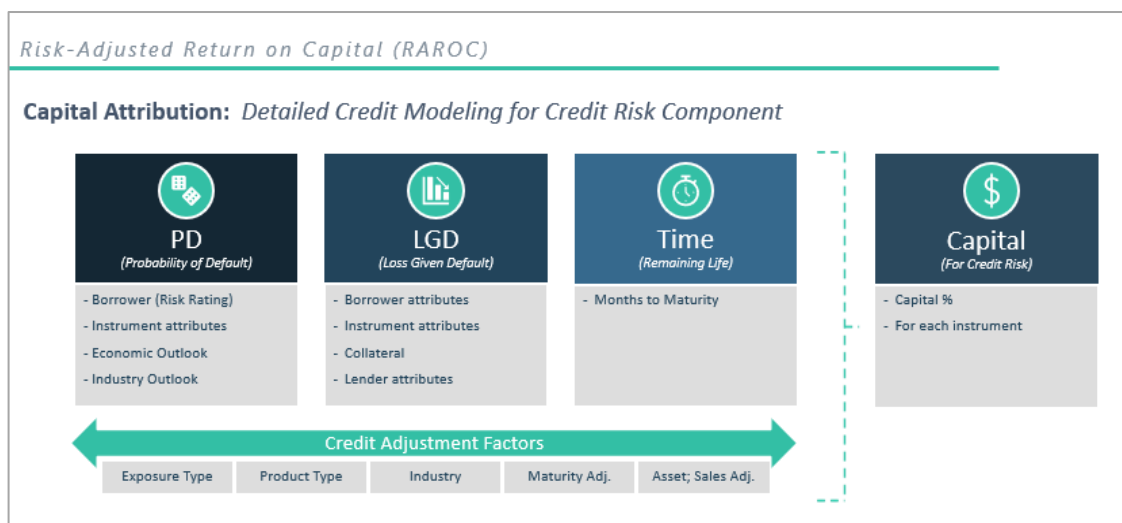 Risk-Adjusted Return on Capital (RAROC)
Capital Attribution: Detailed Credit Modeling for Credit Risk Component
PD
(Probability of Default)
- Borrower (Risk Rating)
- Instrument attributes
- Economic Outlook
- Industry Outlook
LGD
(Loss Given Default)
- Borrower attributes
- Instrument attributes
- Collateral
- Lender attributes
Time
(Remaining Life)
- Months to Maturity
$
Capital
(For Credit Risk)
- Capital %
- For each instrument
Credit Adjustment Factors
Exposure Type
Product Type
Industry
Maturity Adj.
Asset; Sales Adj.